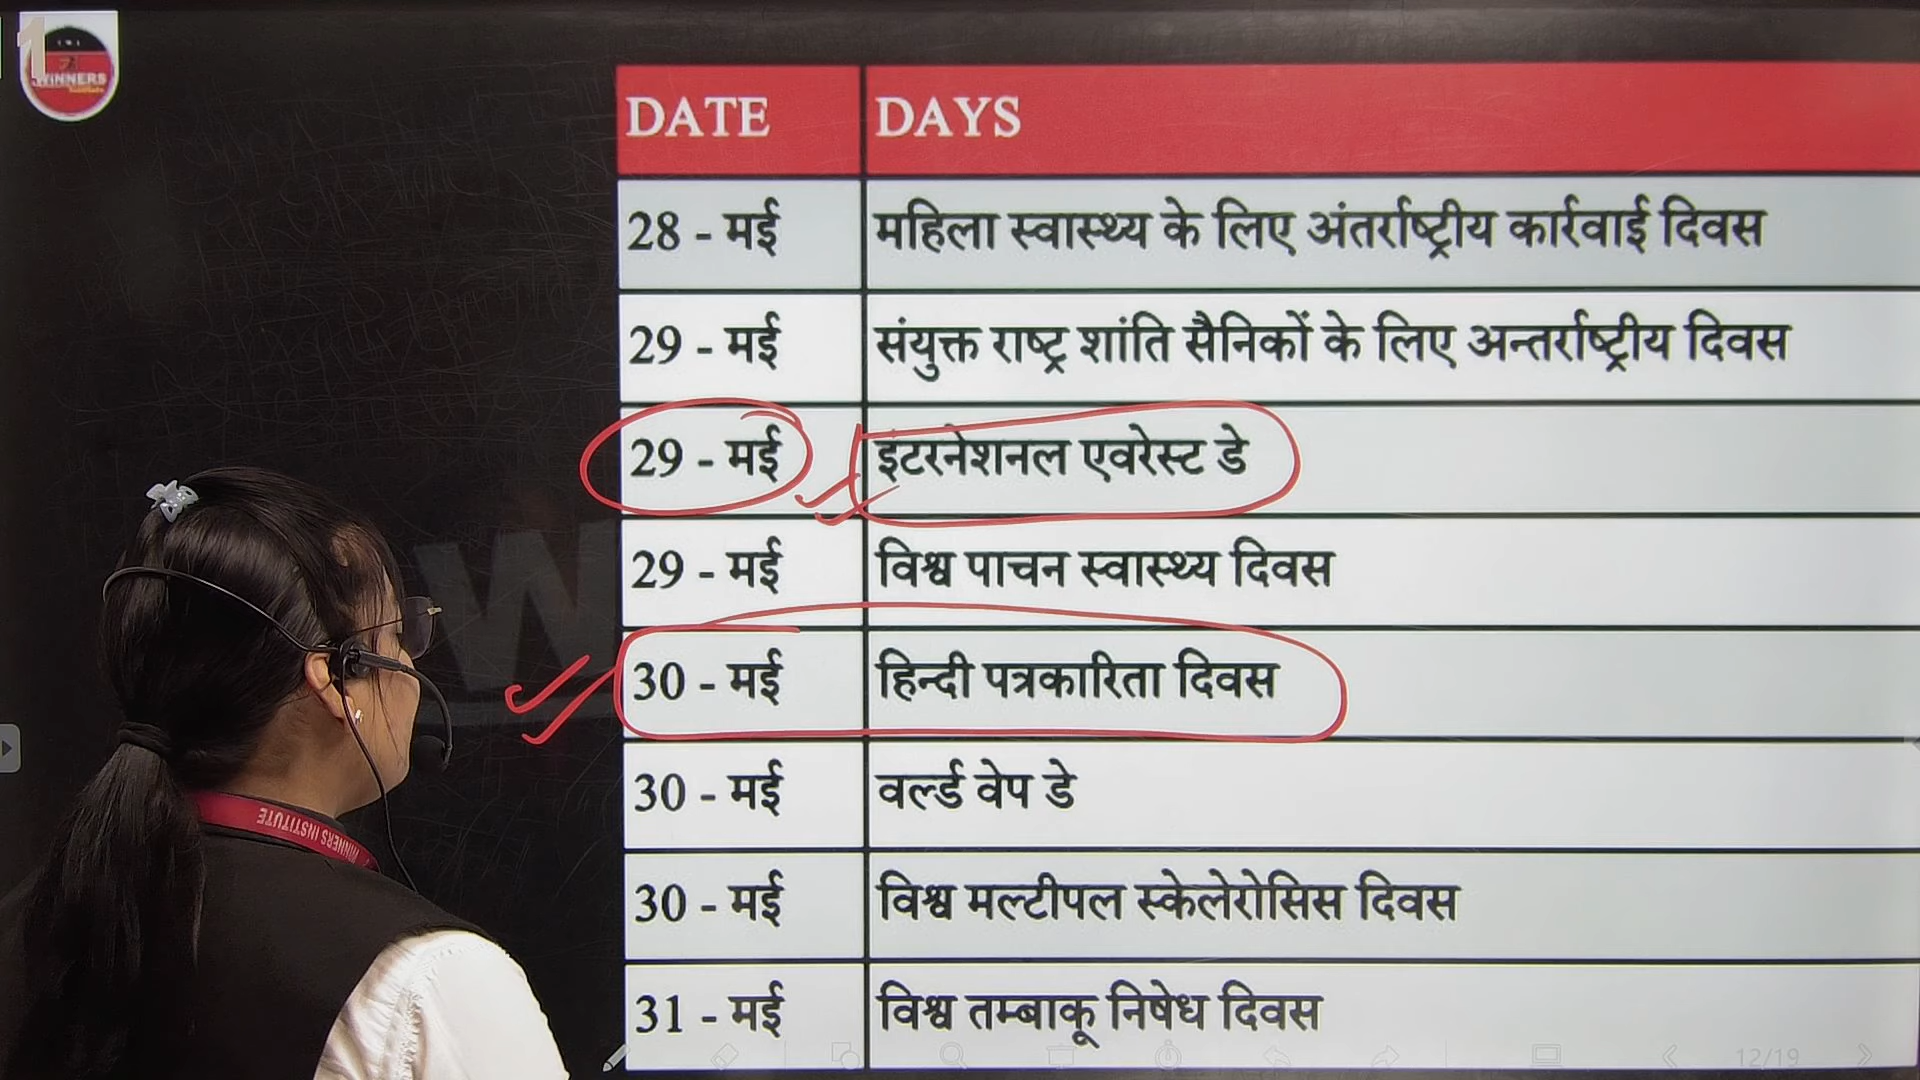 WINNERS
DATE DAYS
28 - मई महिला स्वास्थ्य के लिए अंतर्राष्ट्रीय कार्रवाई दिवस
29 - मई संयुक्त राष्ट्र शांति सैनिकों के लिए अन्तर्राष्ट्रीय दिवस
29 - मई इटरनेशनल एवरेस्ट डे
29 - मई विश्व पाचन स्वास्थ्य दिवस
30 - मई हिन्दी पत्रकारिता दिवस
30 - मई वर्ल्ड वेप डे
30 - मई विश्व मल्टीपल स्केलेरोसिस दिवस
31 - मई विश्व तम्बाकू निषेध दिवस
WINNERS INSTITUTE
W
12/19